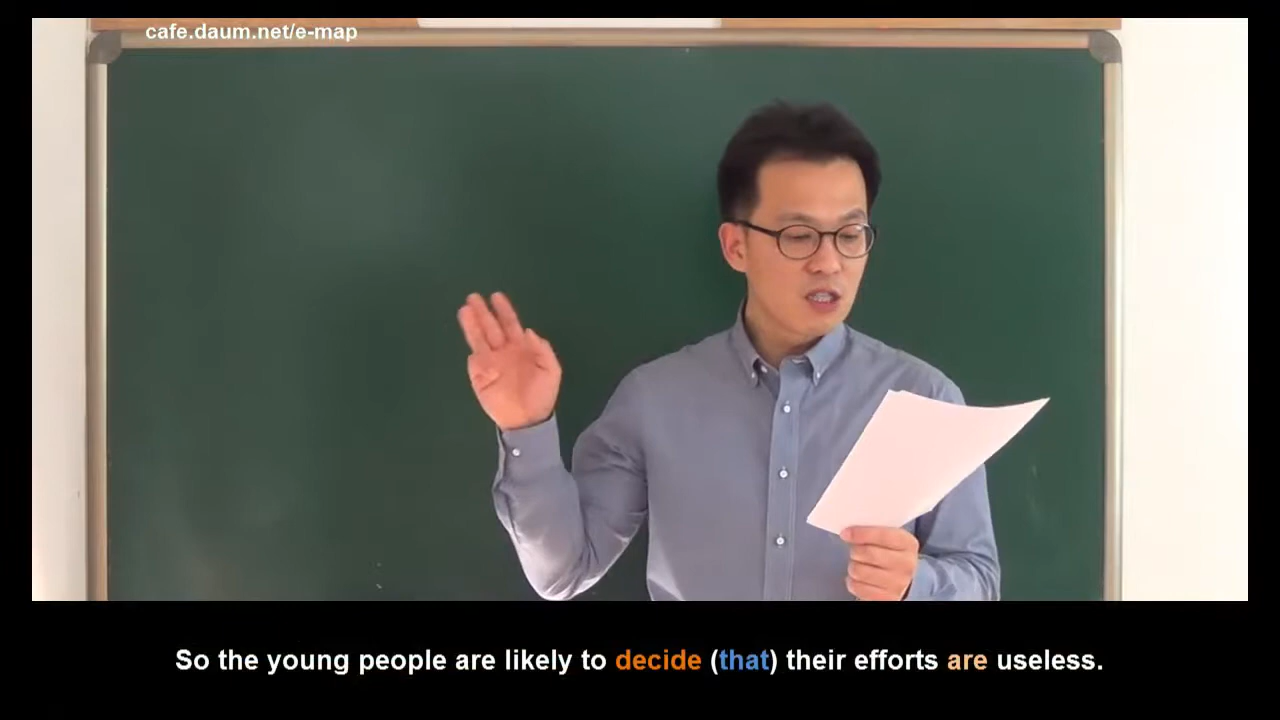 cafe.daum.net/e-map
So the young people are likely to decide (that) their efforts are useless.